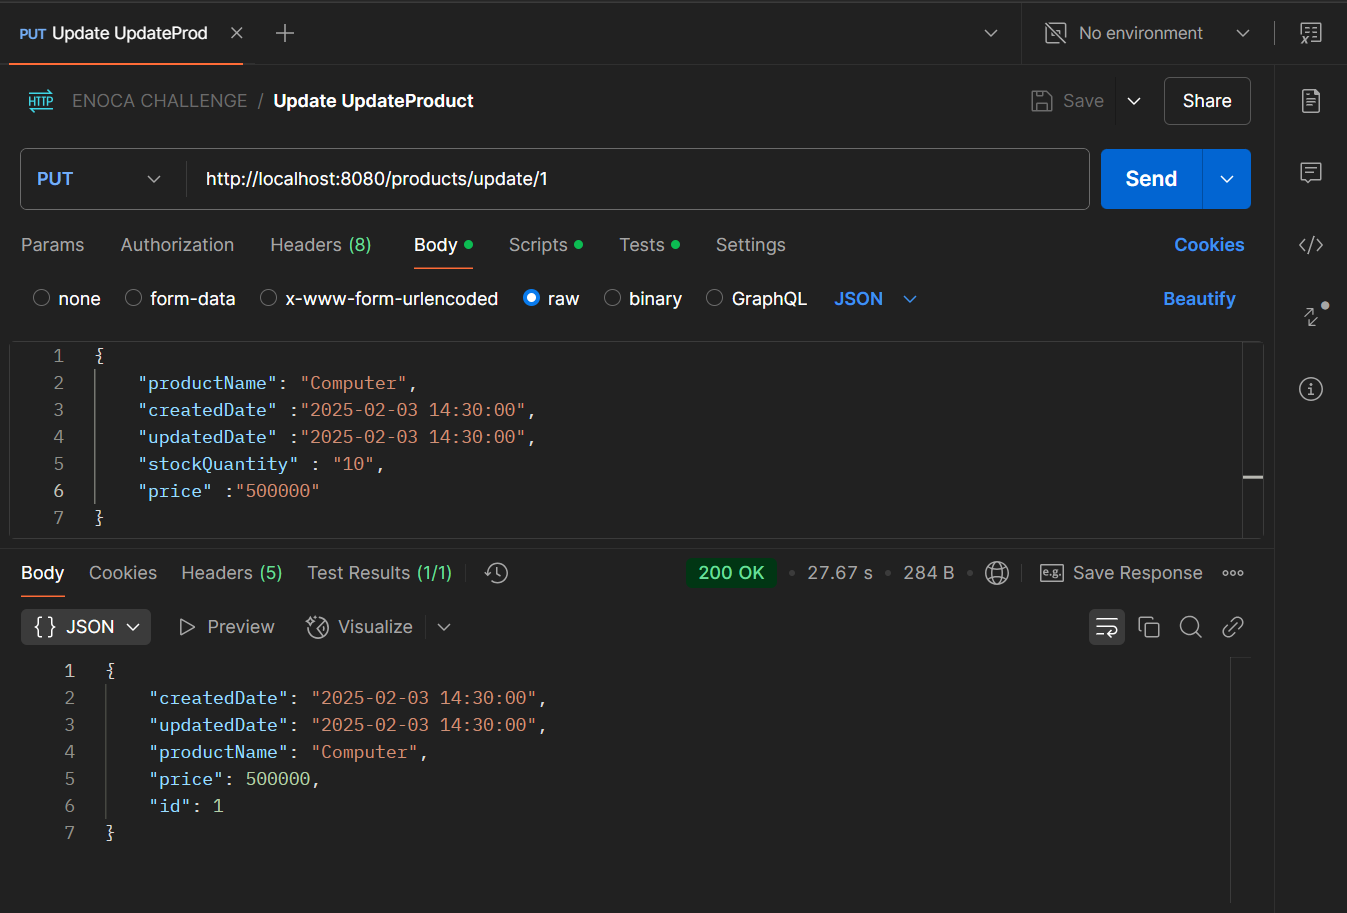 PUT Update UpdateProd
No environment
HTTP ENOCA CHALLENGE / Update UpdateProduct
Save
Share
PUT
http://localhost:8080/products/update/1
Send
Params Authorization Headers (8) Body Scripts Tests Settings Cookies
none form-data x-www-form-urlencoded raw binary GraphQL JSON Beautify
1 {
2 "productName": "Computer",
3 "createdDate" :"2025-02-03 14:30:00",
4 "updatedDate" :"2025-02-03 14:30:00",
5 "stockQuantity" : "10",
6 "price" :"500000"
7 }
Body Cookies Headers (5) Test Results (1/1) 200 OK • 27.67 s • 284 B • e.g. Save Response
{} JSON Preview Visualize
1 {
2 "createdDate": "2025-02-03 14:30:00",
3 "updatedDate": "2025-02-03 14:30:00",
4 "productName": "Computer",
5 "price": 500000,
6 "id": 1
7 }